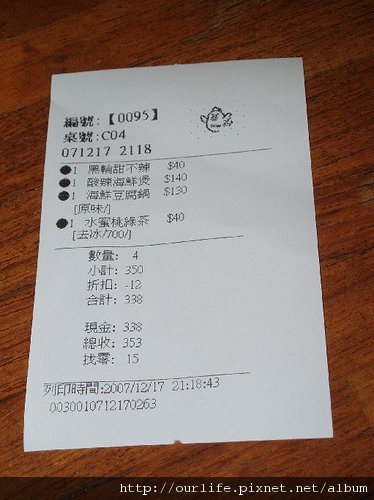 編號:【0095】
桌號:C04
071217 2118
●1 黑輪甜不辣 $40
●1 酸辣海鮮煲 $140
●1 海鮮豆腐鍋 $130
[原味/]
●1 水蜜桃綠茶 $40
[去冰/700/]
數量: 4
小計: 350
折扣: -12
合計: 338
現金: 338
總收: 353
找零: 15
列印時間:2007/12/17 21:18:43
0030010712170263
http://ourlife.pixnet.net/album